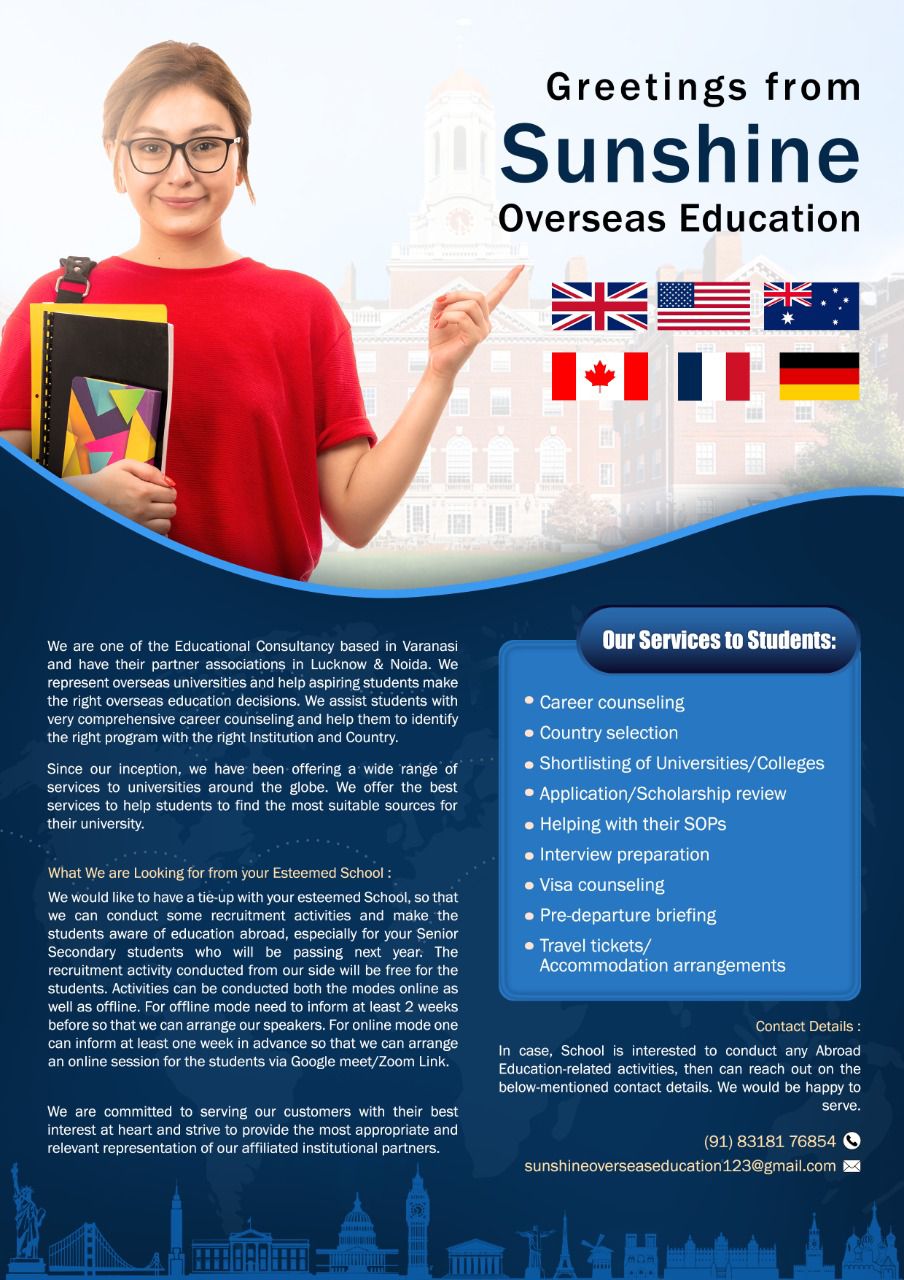 Greetings from
Sunshine
Overseas Education
We are one of the Educational Consultancy based in Varanasi
and have their partner associations in Lucknow & Noida. We
represent overseas universities and help aspiring students make
the right overseas education decisions. We assist students with
very comprehensive career counseling and help them to identify
the right program with the right Institution and Country.
Since our inception, we have been offering a wide range of
services to universities around the globe. We offer the best
services to help students to find the most suitable sources for
their university.
What We are Looking for from your Esteemed School :
We would like to have a tie-up with your esteemed School, so that
we can conduct some recruitment activities and make the
students aware of education abroad, especially for your Senior
Secondary students who will be passing next year. The
recruitment activity conducted from our side will be free for the
students. Activities can be conducted both the modes online as
well as offline. For offline mode need to inform at least 2 weeks
before so that we can arrange our speakers. For online mode one
can inform at least one week in advance so that we can arrange
an online session for the students via Google meet/Zoom Link.
We are committed to serving our customers with their best
interest at heart and strive to provide the most appropriate and
relevant representation of our affiliated institutional partners.
Our Services to Students:
Career counseling
Country selection
Shortlisting of Universities/Colleges
Application/Scholarship review
Helping with their SOPs
Interview preparation
Visa counseling
Pre-departure briefing
Travel tickets/
Accommodation arrangements
Contact Details :
In case, School is interested to conduct any Abroad
Education-related activities, then can reach out on the
below-mentioned contact details. We would be happy to
serve.
(91) 83181 76854
sunshineoverseaseducation123@gmail.com